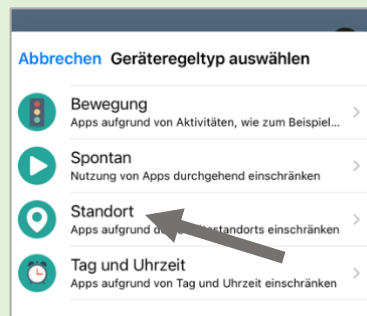 Abbrechen Geräteregeltyp auswählen
Bewegung
Apps aufgrund von Aktivitäten, wie zum Beispiel...
Spontan
Nutzung von Apps durchgehend einschränken
Standort
Apps aufgrund einschränken
Tag und Uhrzeit
Apps aufgrund von Tag und Uhrzeit einschränken